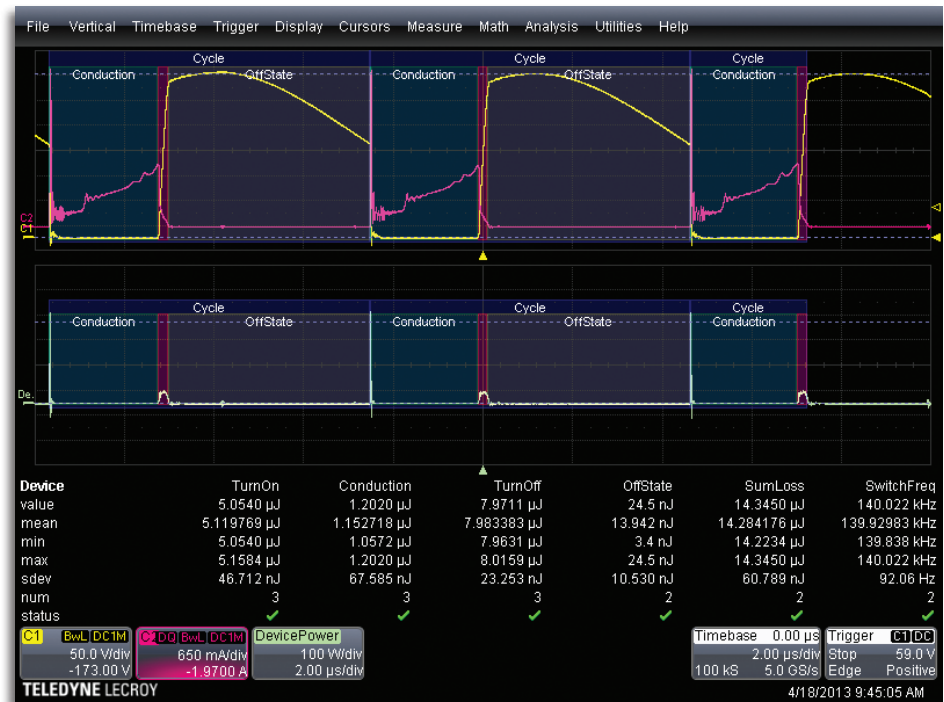 File Vertical Timebase Trigger Display Cursors Measure Math Analysis Utilities Help
Cycle Cycle Cycle
Conduction OffState Conduction OffState Conduction
C2
C1
Cycle Cycle Cycle
Conduction OffState Conduction OffState Conduction
De.
Device TurnOn Conduction TurnOff OffState SumLoss SwitchFreq
value 5.0540 µJ 1.2020 µJ 7.9711 µJ 24.5 nJ 14.3450 µJ 140.022 kHz
mean 5.119769 µJ 1.152718 µJ 7.983383 µJ 13.942 nJ 14.284176 µJ 139.92983 kHz
min 5.0540 µJ 1.0572 µJ 7.9631 µJ 3.4 nJ 14.2234 µJ 139.838 kHz
max 5.1584 µJ 1.2020 µJ 8.0159 µJ 24.5 nJ 14.3450 µJ 140.022 kHz
sdev 46.712 nJ 67.585 nJ 23.253 nJ 10.530 nJ 60.789 nJ 92.06 Hz
num 3 3 3 2 2 2
status
C1 BwL DC1M C2 DQ BwL DC1M DevicePower Timebase 0.00 µs Trigger C1 DC
50.0 V/div 650 mA/div 100 W/div 2.00 µs/div Stop 59.0 V
-173.00 V -1.9700 A 2.00 µs/div 100 kS 5.0 GS/s Edge Positive
TELEDYNE LECROY 4/18/2013 9:45:05 AM